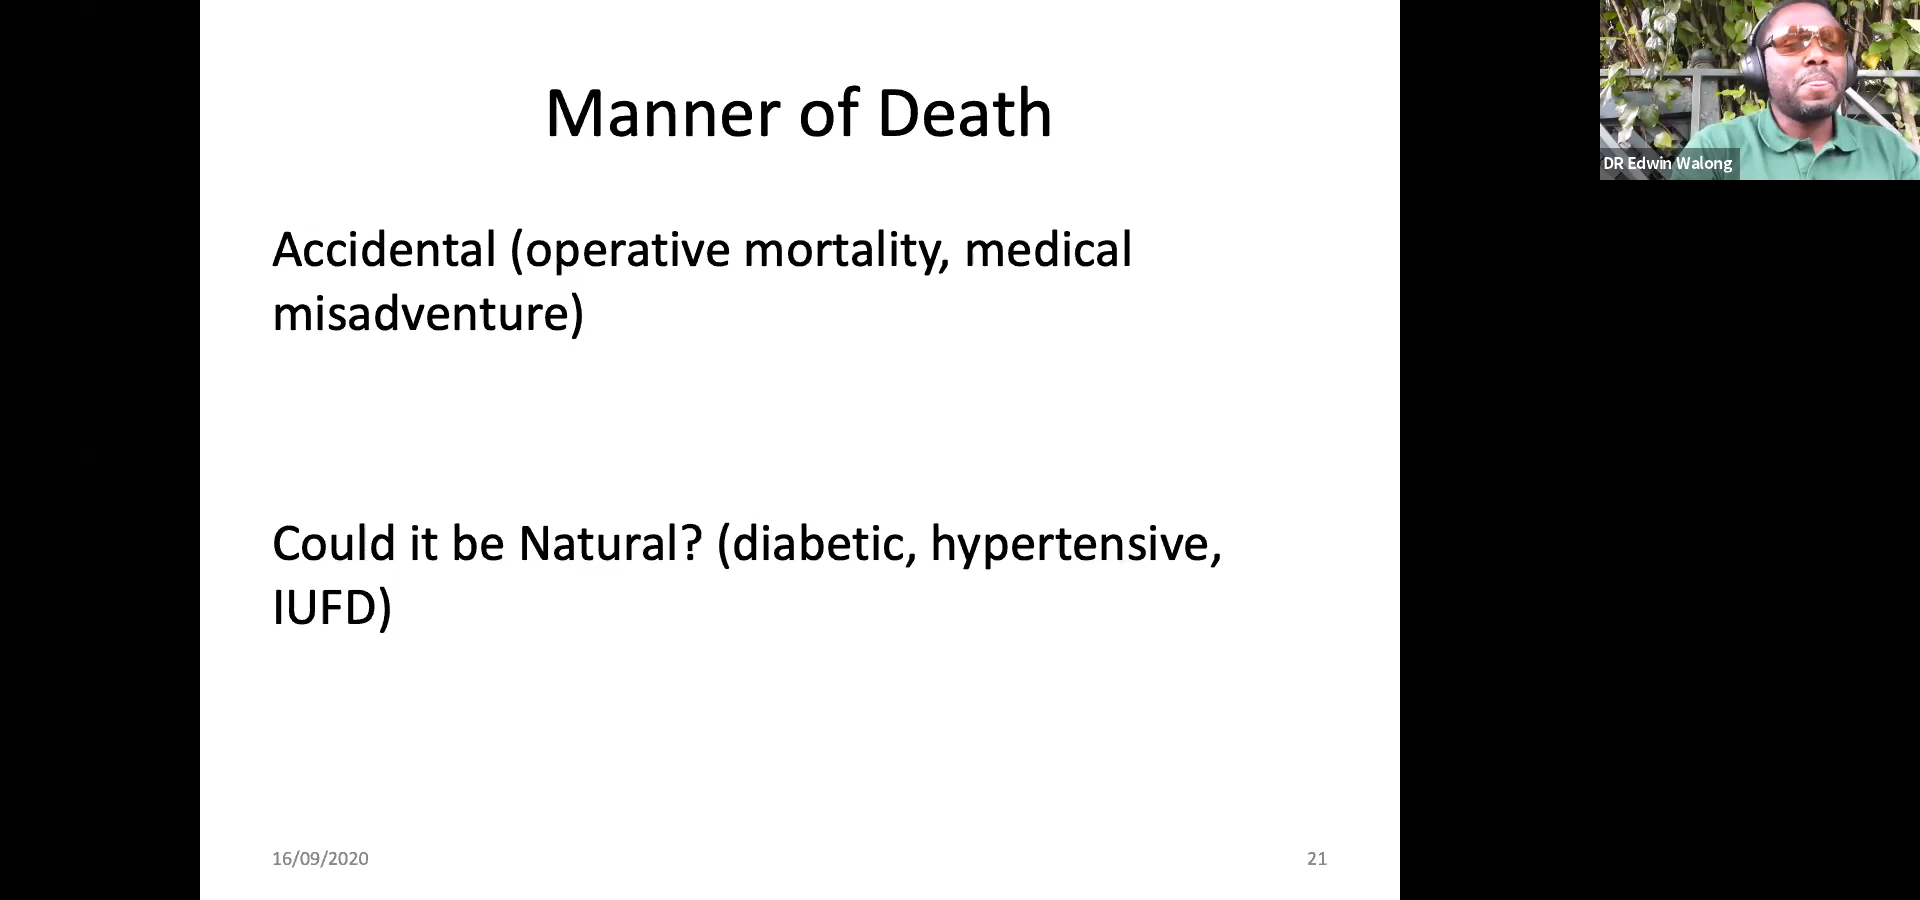 Manner of Death
DR Edwin Walong
Accidental (operative mortality, medical
misadventure)
Could it be Natural? (diabetic, hypertensive,
IUFD)
16/09/2020
21